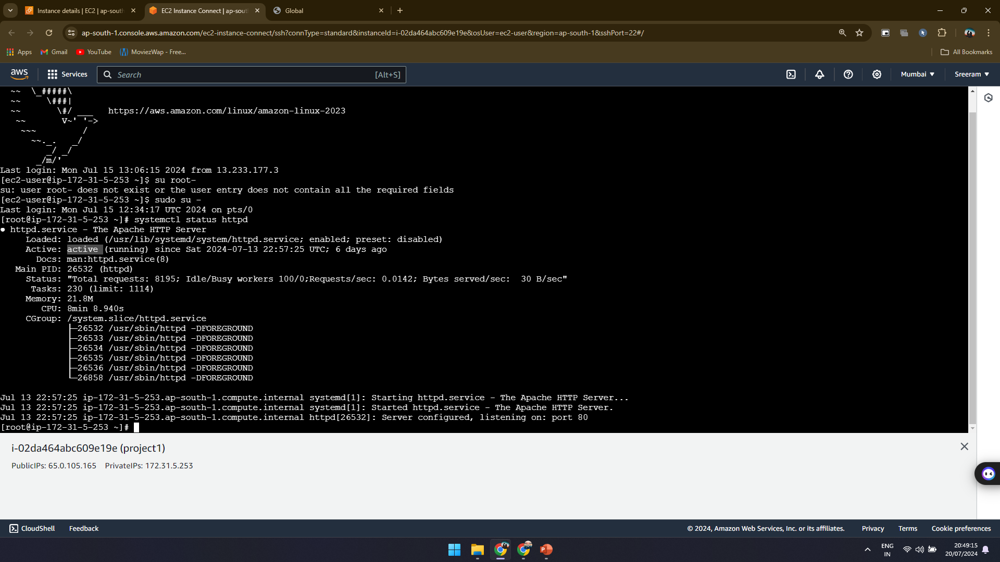 Instance details | EC2 | ap-south
EC2 Instance Connect | ap-sout
Global
ap-south-1.console.aws.amazon.com/ec2-instance-connect/ssh?connType=standard&instanceId=i-02da464abc609e19e&osUser=ec2-user&region=ap-south-1&sshPort=22#/
Apps
Gmail
YouTube
MoviezWap - Free...
All Bookmarks
aws
Services
Search
[Alt+S]
Mumbai
Sreeram
~~  \_#####\
~~     \###|
~~       \#/ ___   https://aws.amazon.com/linux/amazon-linux-2023
~~       V~' '->
~~~         /
~~._.   _/
_/ _/
_/m/'
Last login: Mon Jul 15 13:06:15 2024 from 13.233.177.3
[ec2-user@ip-172-31-5-253 ~]$ su root-
su: user root- does not exist or the user entry does not contain all the required fields
[ec2-user@ip-172-31-5-253 ~]$ sudo su -
Last login: Mon Jul 15 12:34:17 UTC 2024 on pts/0
[root@ip-172-31-5-253 ~]# systemctl status httpd
● httpd.service - The Apache HTTP Server
Loaded: loaded (/usr/lib/systemd/system/httpd.service; enabled; preset: disabled)
Active: active (running) since Sat 2024-07-13 22:57:25 UTC; 6 days ago
Docs: man:httpd.service(8)
Main PID: 26532 (httpd)
Status: "Total requests: 8195; Idle/Busy workers 100/0;Requests/sec: 0.0142; Bytes served/sec:  30 B/sec"
Tasks: 230 (limit: 1114)
Memory: 21.8M
CPU: 8min 8.940s
CGroup: /system.slice/httpd.service
├─26532 /usr/sbin/httpd -DFOREGROUND
├─26533 /usr/sbin/httpd -DFOREGROUND
├─26534 /usr/sbin/httpd -DFOREGROUND
├─26535 /usr/sbin/httpd -DFOREGROUND
├─26536 /usr/sbin/httpd -DFOREGROUND
└─26858 /usr/sbin/httpd -DFOREGROUND
Jul 13 22:57:25 ip-172-31-5-253.ap-south-1.compute.internal systemd[1]: Starting httpd.service - The Apache HTTP Server...
Jul 13 22:57:25 ip-172-31-5-253.ap-south-1.compute.internal systemd[1]: Started httpd.service - The Apache HTTP Server.
Jul 13 22:57:25 ip-172-31-5-253.ap-south-1.compute.internal httpd[26532]: Server configured, listening on: port 80
[root@ip-172-31-5-253 ~]#
i-02da464abc609e19e (project1)
PublicIPs: 65.0.105.165    PrivateIPs: 172.31.5.253
CloudShell
Feedback
© 2024, Amazon Web Services, Inc. or its affiliates.
Privacy
Terms
Cookie preferences
ENG
IN
20:49:15
20/07/2024